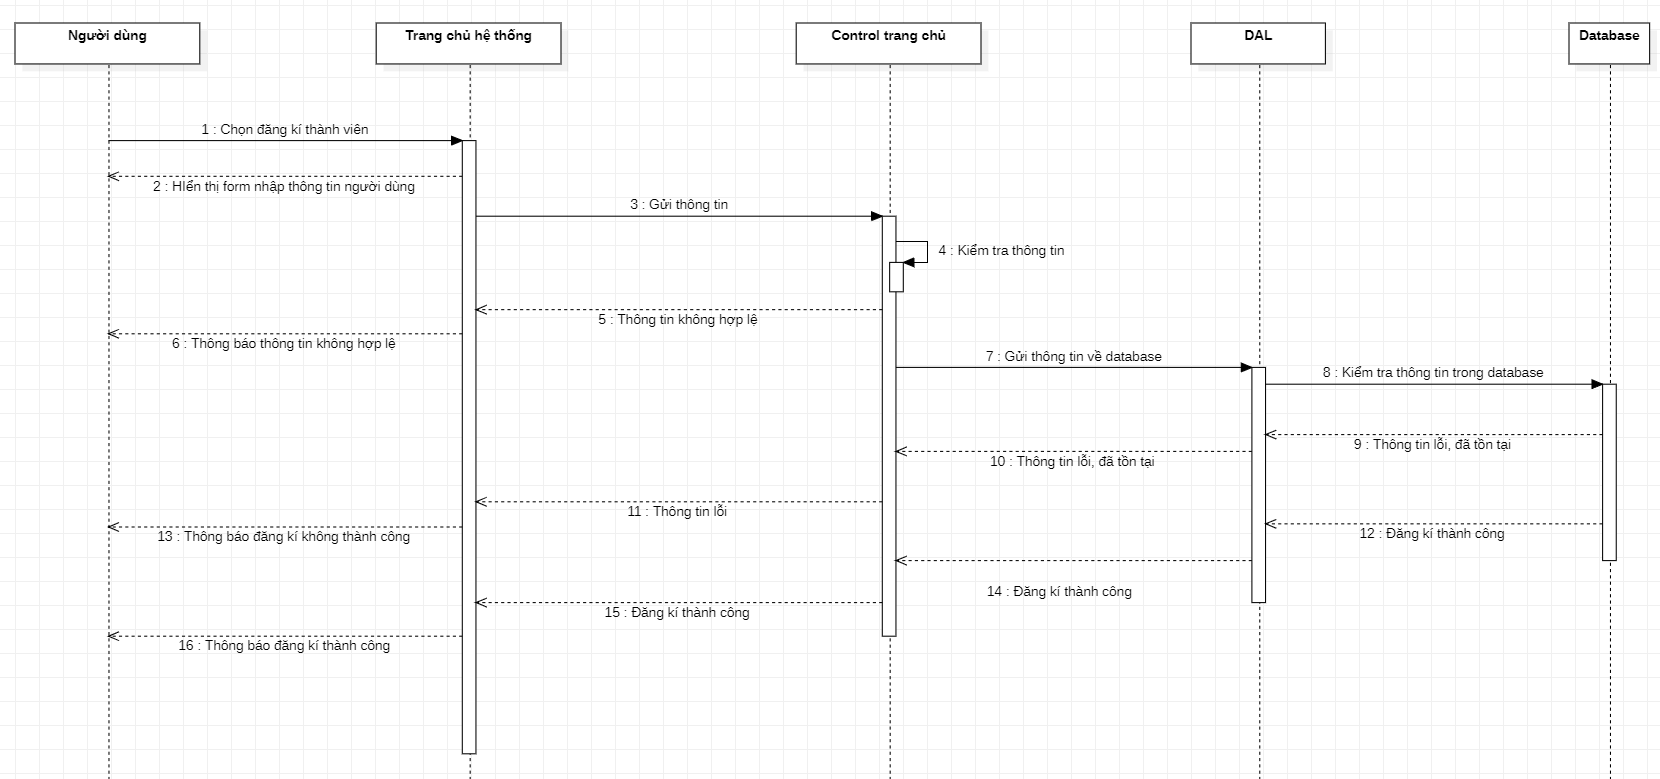 Người dùng
Trang chủ hệ thống
Control trang chủ
DAL
Database
1 : Chọn đăng kí thành viên
2 : HIển thị form nhập thông tin người dùng
3 : Gửi thông tin
4 : Kiểm tra thông tin
5 : Thông tin không hợp lệ
6 : Thông báo thông tin không hợp lệ
7 : Gửi thông tin về database
8 : Kiểm tra thông tin trong database
9 : Thông tin lỗi, đã tồn tại
10 : Thông tin lỗi, đã tồn tại
11 : Thông tin lỗi
12 : Đăng kí thành công
13 : Thông báo đăng kí không thành công
14 : Đăng kí thành công
15 : Đăng kí thành công
16 : Thông báo đăng kí thành công